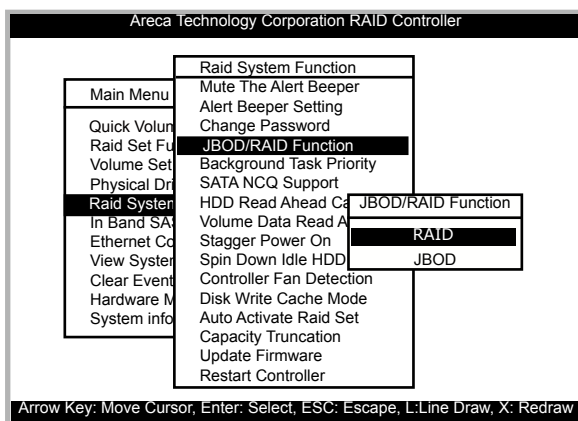 Areca Technology Corporation RAID Controller
Main Menu
Quick Volum
Raid Set Fu
Volume Set
Physical Dri
Raid System
In Band SA
Ethernet Co
View System
Clear Event
Hardware M
System info
Raid System Function
Mute The Alert Beeper
Alert Beeper Setting
Change Password
JBOD/RAID Function
Background Task Priority
SATA NCQ Support
HDD Read Ahead Ca
Volume Data Read A
Stagger Power On
Spin Down Idle HDD
Controller Fan Detection
Disk Write Cache Mode
Auto Activate Raid Set
Capacity Truncation
Update Firmware
Restart Controller
JBOD/RAID Function
RAID
JBOD
Arrow Key: Move Cursor, Enter: Select, ESC: Escape, L:Line Draw, X: Redraw